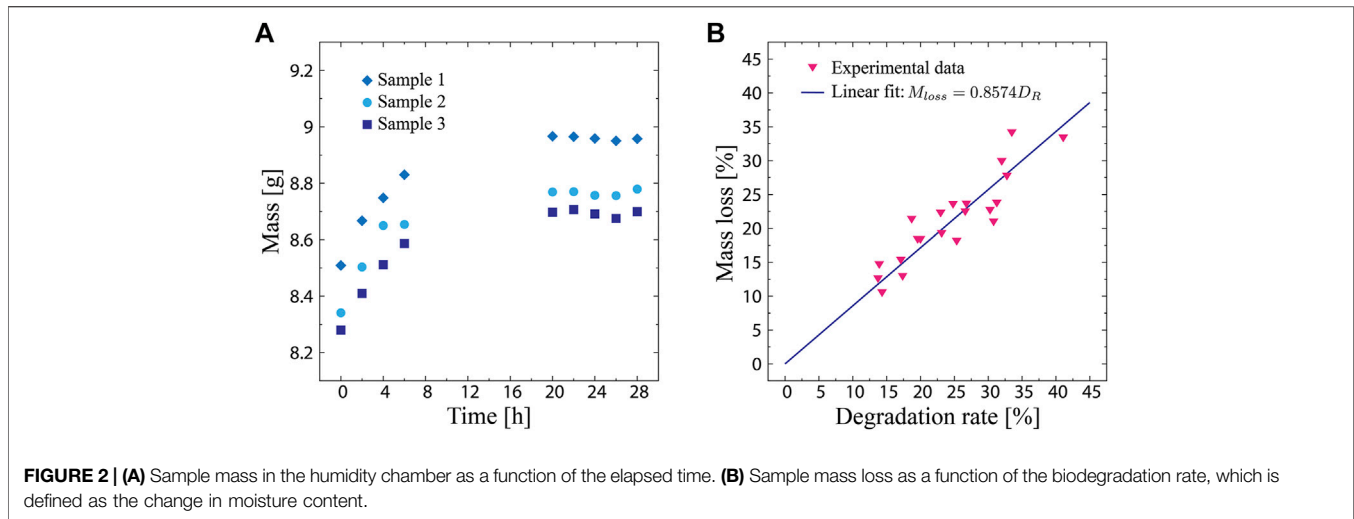 A
9.2
9
8.8
8.6
8.4
8.2
Mass [g]
Sample 1
Sample 2
Sample 3
0 4 8 12 16 20 24 28
Time [h]
B
45
40
35
30
25
20
15
10
5
0
Mass loss [%]
Experimental data
Linear fit: M_{loss} = 0.8574D_R
0 5 10 15 20 25 30 35 40 45
Degradation rate [%]
FIGURE 2 | (A) Sample mass in the humidity chamber as a function of the elapsed time. (B) Sample mass loss as a function of the biodegradation rate, which is
defined as the change in moisture content.